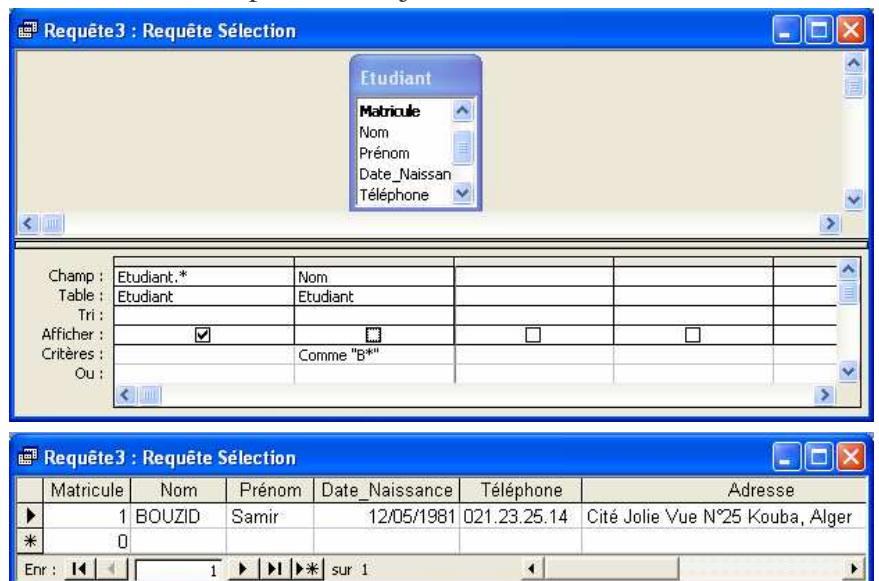 Requête3 : Requête Sélection
Etudiant
Matricule
Nom
Prénom
Date_Naissan
Téléphone
Champ : Etudiant.* Nom
Table : Etudiant Etudiant
Tri :
Afficher :
Critères : Comme "B*"
Ou :
Requête3 : Requête Sélection
Matricule Nom Prénom Date_Naissance Téléphone Adresse
1 BOUZID Samir 12/05/1981 021.23.25.14 Cité Jolie Vue N°25 Kouba, Alger
* 0
Enr : 1 sur 1